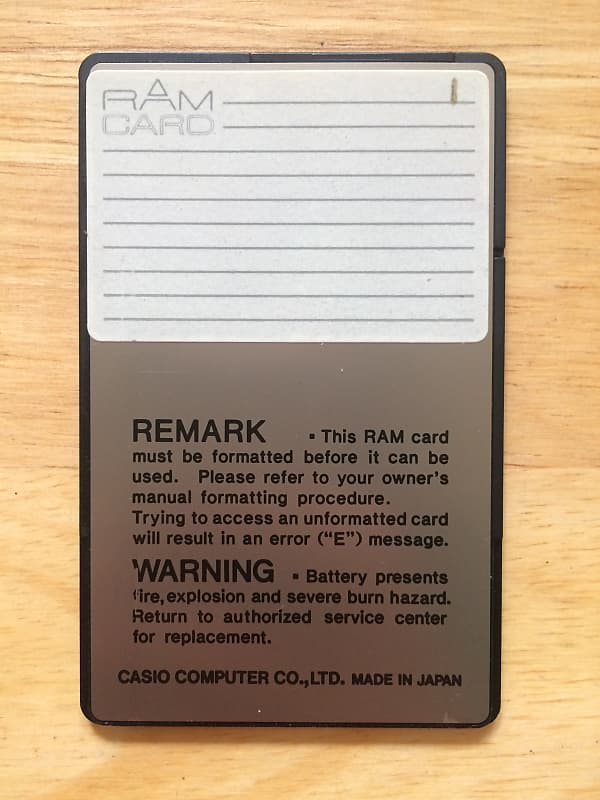 RAM
CARD
REMARK ▪ This RAM card
must be formatted before it can be
used. Please refer to your owner's
manual formatting procedure.
Trying to access an unformatted card
will result in an error (“E”) message.
WARNING ▪ Battery presents
fire,explosion and severe burn hazard.
Return to authorized service center
for replacement.
CASIO COMPUTER CO.,LTD. MADE IN JAPAN